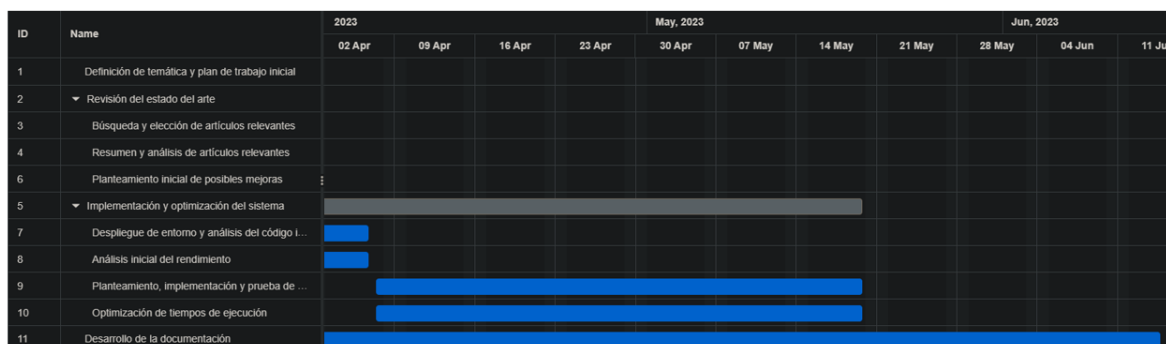 ID Name 2023 May, 2023 Jun, 2023
02 Apr 09 Apr 16 Apr 23 Apr 30 Apr 07 May 14 May 21 May 28 May 04 Jun 11 Ju
1 Definición de temática y plan de trabajo inicial
2 Revisión del estado del arte
3 Búsqueda y elección de artículos relevantes
4 Resumen y análisis de artículos relevantes
6 Planteamiento inicial de posibles mejoras
5 Implementación y optimización del sistema
7 Despliegue de entorno y análisis del código i...
8 Análisis inicial del rendimiento
9 Planteamiento, implementación y prueba de ...
10 Optimización de tiempos de ejecución
11 Desarrollo de la documentación